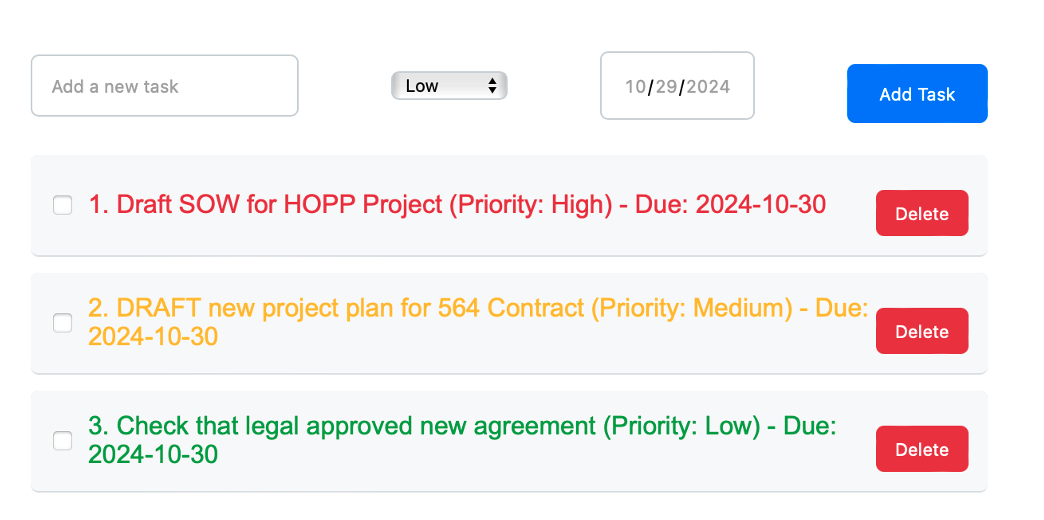 Add a new task
Low
10/29/2024
Add Task
1. Draft SOW for HOPP Project (Priority: High) - Due: 2024-10-30
Delete
2. DRAFT new project plan for 564 Contract (Priority: Medium) - Due:
2024-10-30
Delete
3. Check that legal approved new agreement (Priority: Low) - Due:
2024-10-30
Delete